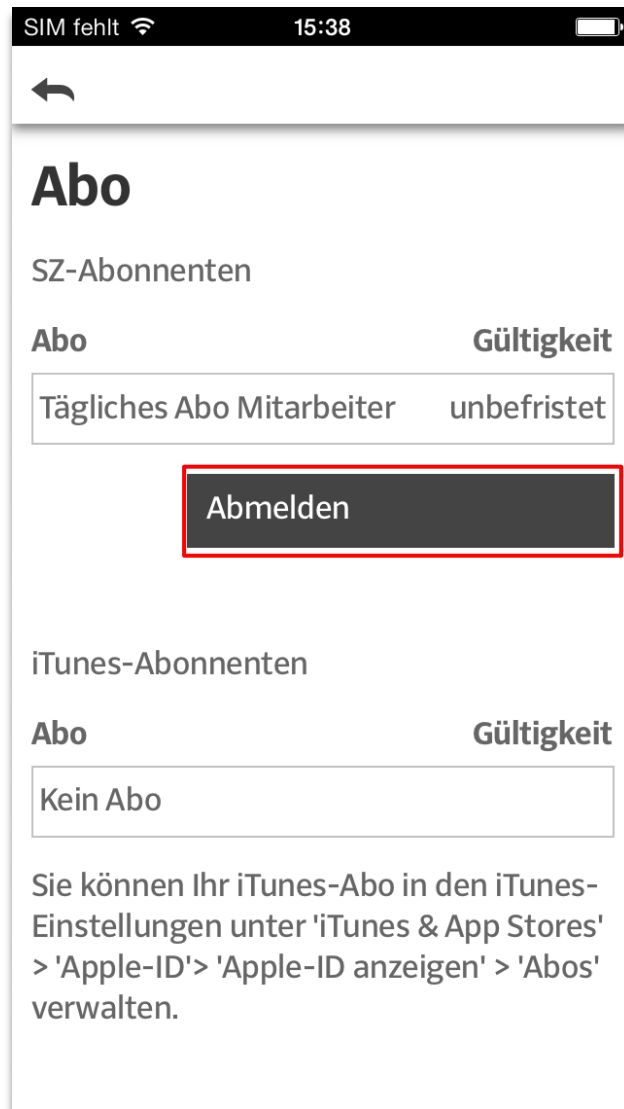 SIM fehlt 15:38
Abo
SZ-Abonnenten
Abo Gültigkeit
Tägliches Abo Mitarbeiter unbefristet
Abmelden
iTunes-Abonnenten
Abo Gültigkeit
Kein Abo
Sie können Ihr iTunes-Abo in den iTunes-
Einstellungen unter 'iTunes & App Stores'
> 'Apple-ID'> 'Apple-ID anzeigen' > 'Abos'
verwalten.